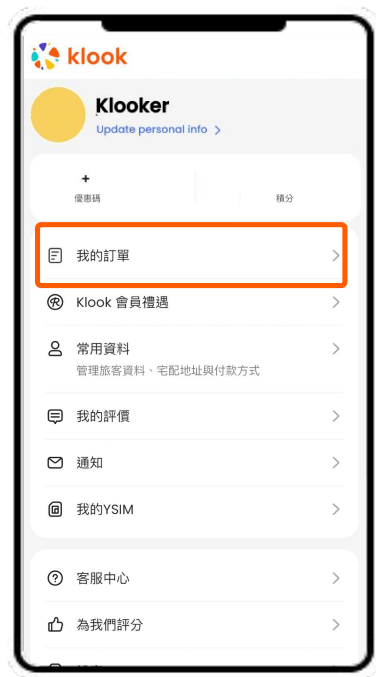 klook
Klooker
Update personal info >
+
優惠碼
積分
我的訂單
Klook 會員禮遇
常用資料
管理旅客資料、宅配地址與付款方式
我的評價
通知
我的YSIM
客服中心
為我們評分